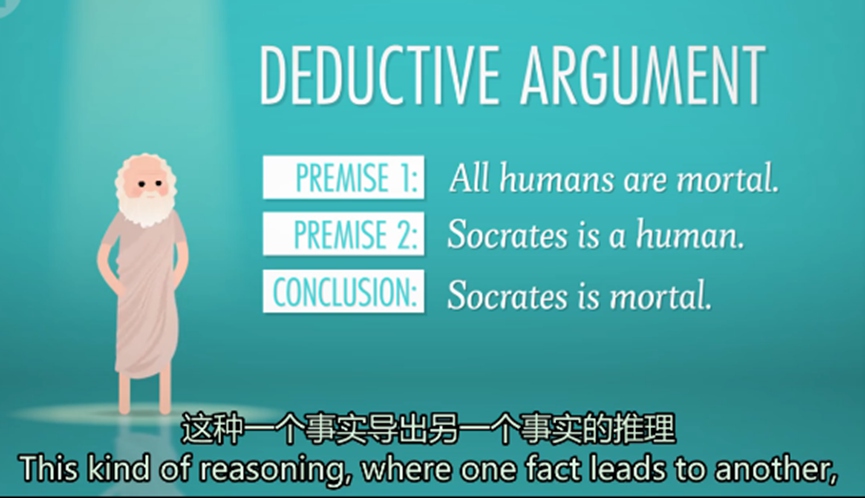 DEDUCTIVE ARGUMENT
PREMISE 1: All humans are mortal.
PREMISE 2: Socrates is a human.
CONCLUSION: Socrates is mortal.
这种一个事实导出另一个事实的推理
This kind of reasoning, where one fact leads to another,